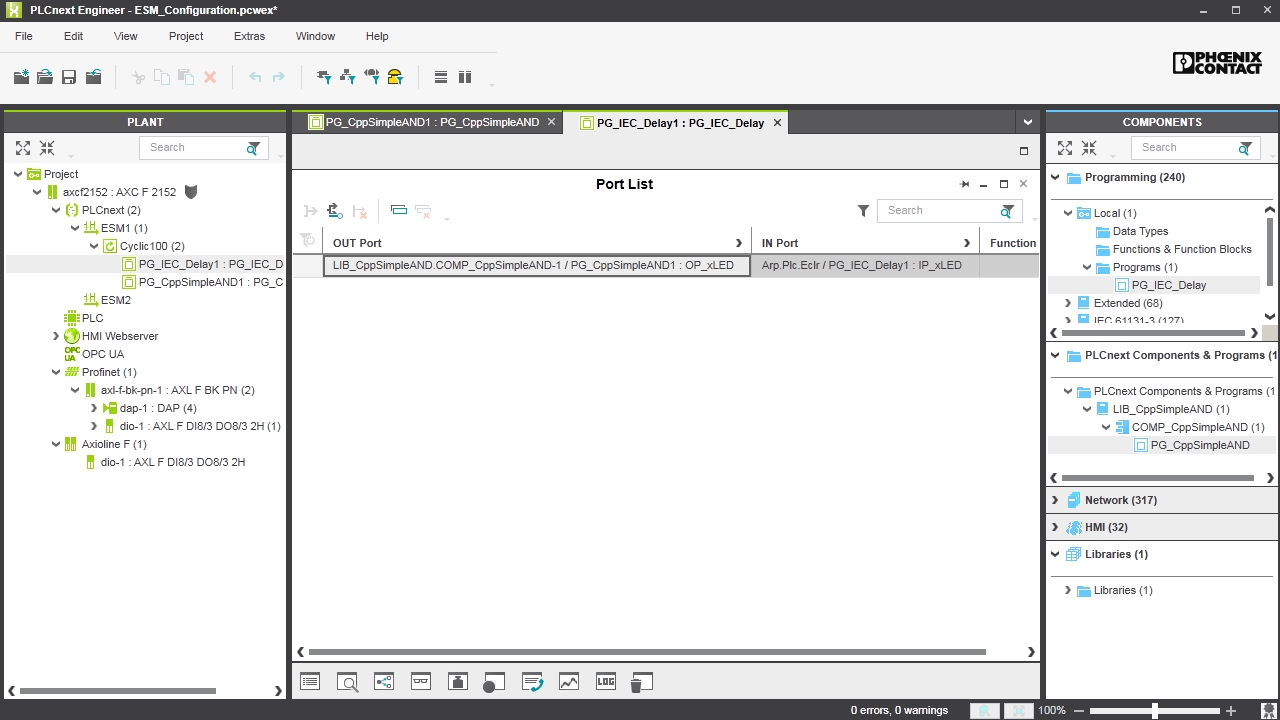 PLCnext Engineer - ESM_Configuration.pcwex*
File Edit View Project Extras Window Help
PHŒNIX
CONTACT
PLANT
Search
Project
axcf2152 : AXC F 2152
PLCnext (2)
ESM1 (1)
Cyclic100 (2)
PG_IEC_Delay1 : PG_IEC_D
PG_CppSimpleAND1 : PG_C
ESM2
PLC
HMI Webserver
OPC UA OPC UA
Profinet (1)
axl-f-bk-pn-1 : AXL F BK PN (2)
dap-1 : DAP (4)
dio-1 : AXL F DI8/3 DO8/3 2H (1)
Axioline F (1)
dio-1 : AXL F DI8/3 DO8/3 2H
PG_CppSimpleAND1 : PG_CppSimpleAND
PG_IEC_Delay1 : PG_IEC_Delay
Port List
Search
OUT Port IN Port Function
LIB_CppSimpleAND.COMP_CppSimpleAND-1 / PG_CppSimpleAND1 : OP_xLED Arp.Plc.Eclr / PG_IEC_Delay1 : IP_xLED
LOG
COMPONENTS
Search
Programming (240)
Local (1)
Data Types
Functions & Function Blocks
Programs (1)
PG_IEC_Delay
Extended (68)
IEC 61131-3 (127)
PLCnext Components & Programs (1
PLCnext Components & Programs (1
LIB_CppSimpleAND (1)
COMP_CppSimpleAND (1)
PG_CppSimpleAND
Network (317)
HMI (32)
Libraries (1)
Libraries (1)
0 errors, 0 warnings 100%